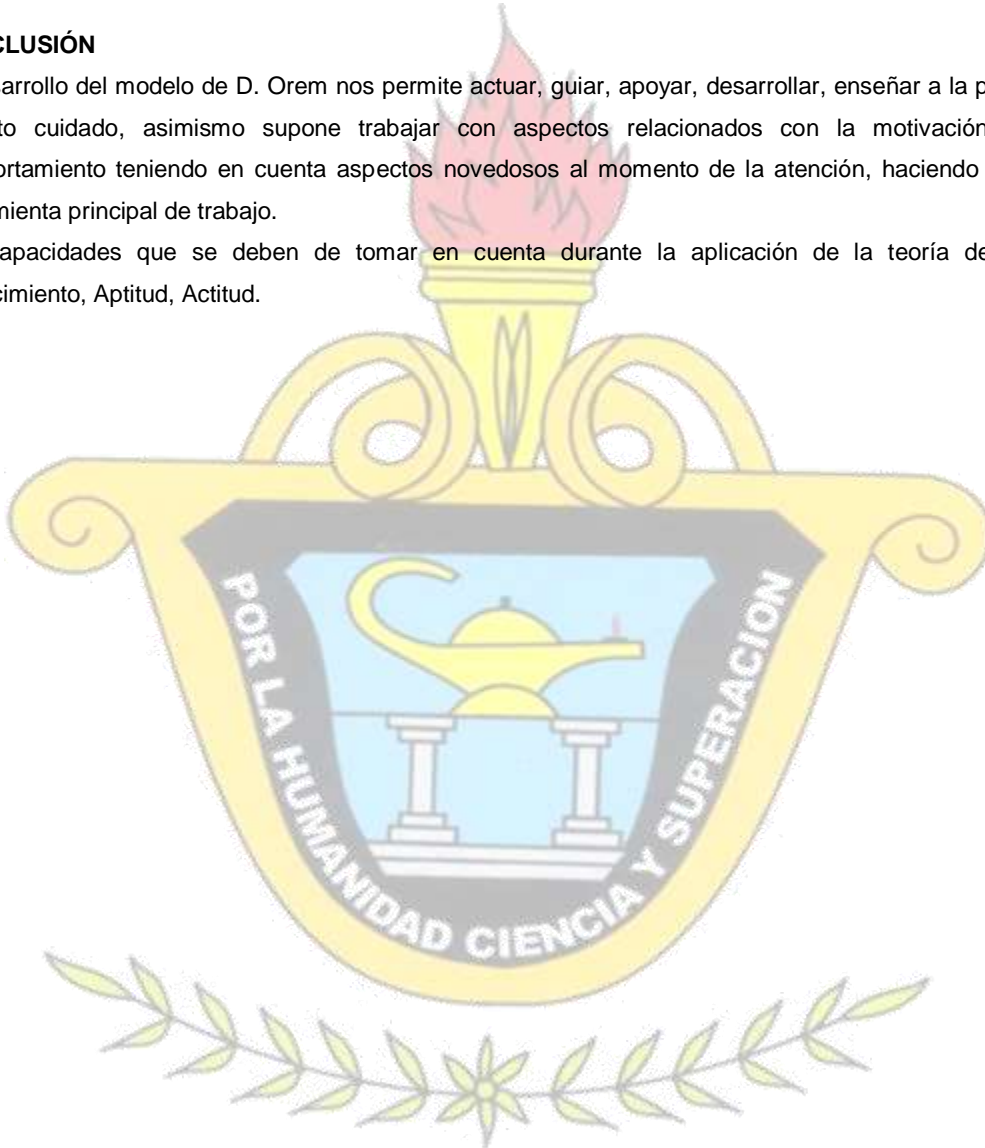 CLUSIÓN
sarrollo del modelo de D. Orem nos permite actuar, guiar, apoyar, desarrollar, enseñar a la p
to cuidado, asimismo supone trabajar con aspectos relacionados con la motivación
ortamiento teniendo en cuenta aspectos novedosos al momento de la atención, haciendo
mienta principal de trabajo.
apacidades que se deben de tomar en cuenta durante la aplicación de la teoría de
cimiento, Aptitud, Actitud.
POR LA HUMANIDAD CIENCIA Y SUPERACION